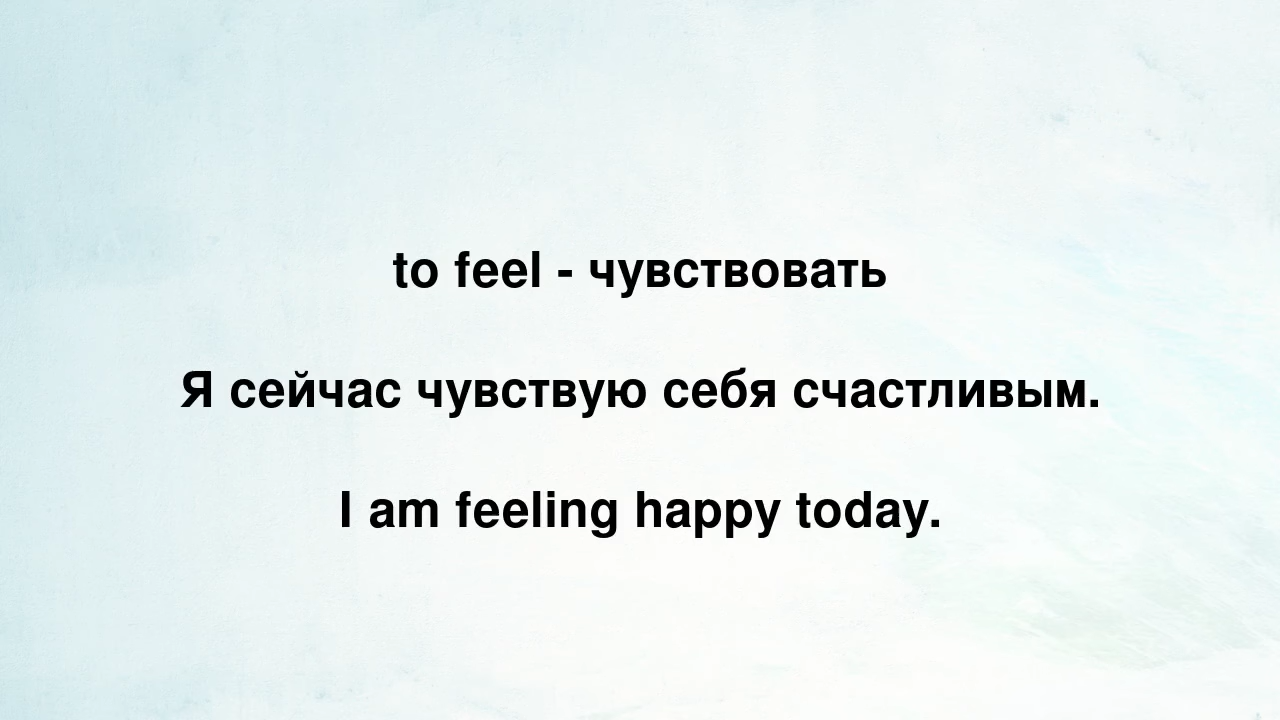 to feel - чувствовать
Я сейчас чувствую себя счастливым.
I am feeling happy today.